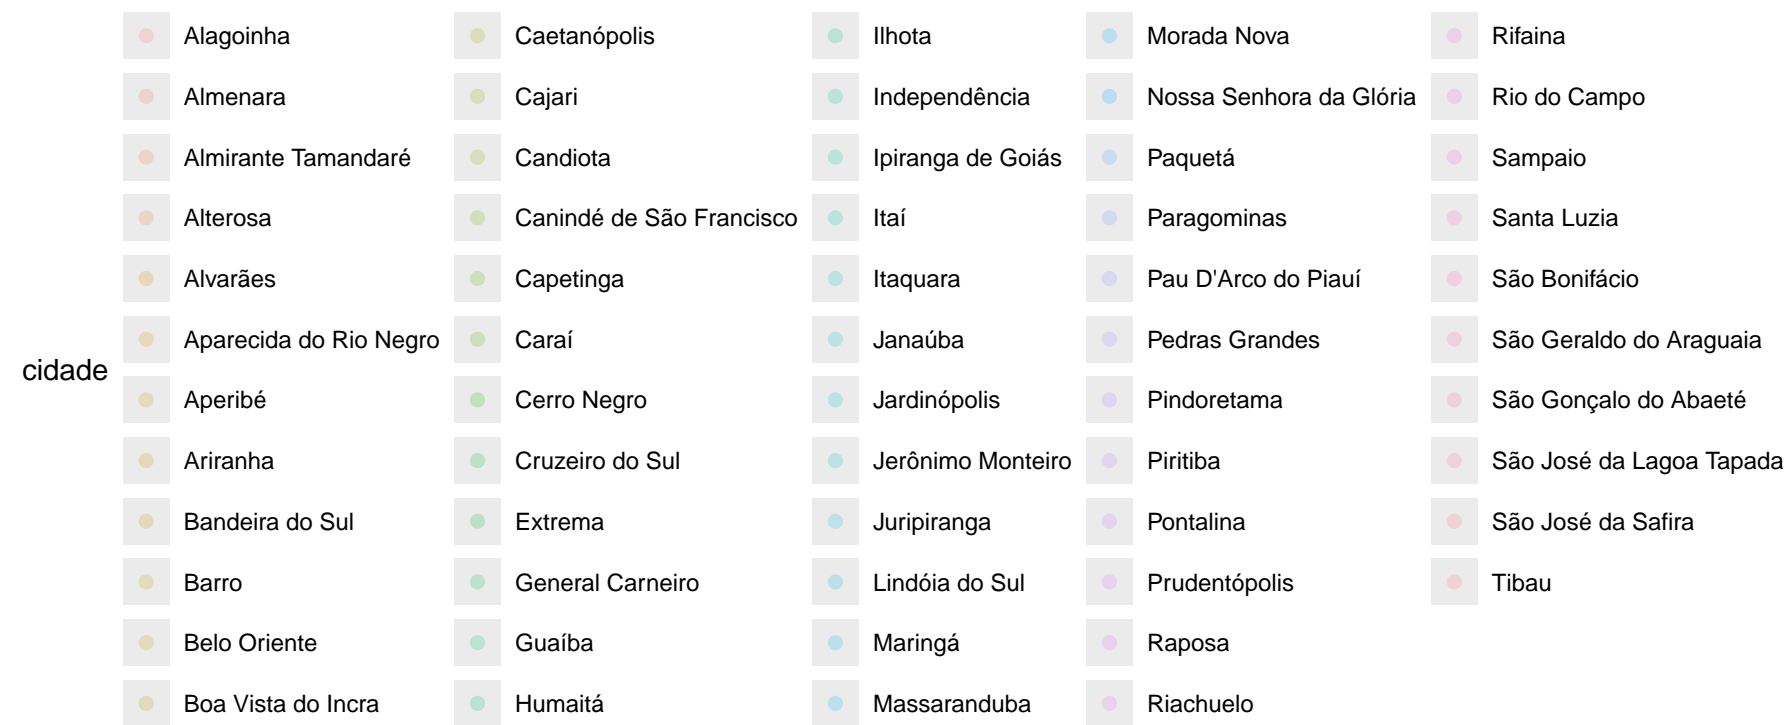 cidade
Alagoinha
Almenara
Almirante Tamandaré
Alterosa
Alvarães
Aparecida do Rio Negro
Aperibé
Ariranha
Bandeira do Sul
Barro
Belo Oriente
Boa Vista do Incra
Caetanópolis
Cajari
Candiota
Canindé de São Francisco
Capetinga
Caraí
Cerro Negro
Cruzeiro do Sul
Extrema
General Carneiro
Guaíba
Humaitá
Ilhota
Independência
Ipiranga de Goiás
Itaí
Itaquara
Janaúba
Jardinópolis
Jerônimo Monteiro
Juripiranga
Lindóia do Sul
Maringá
Massaranduba
Morada Nova
Nossa Senhora da Glória
Paquetá
Paragominas
Pau D'Arco do Piauí
Pedras Grandes
Pindoretama
Piritiba
Pontalina
Prudentópolis
Raposa
Riachuelo
Rifaina
Rio do Campo
Sampaio
Santa Luzia
São Bonifácio
São Geraldo do Araguaia
São Gonçalo do Abaeté
São José da Lagoa Tapada
São José da Safira
Tibau